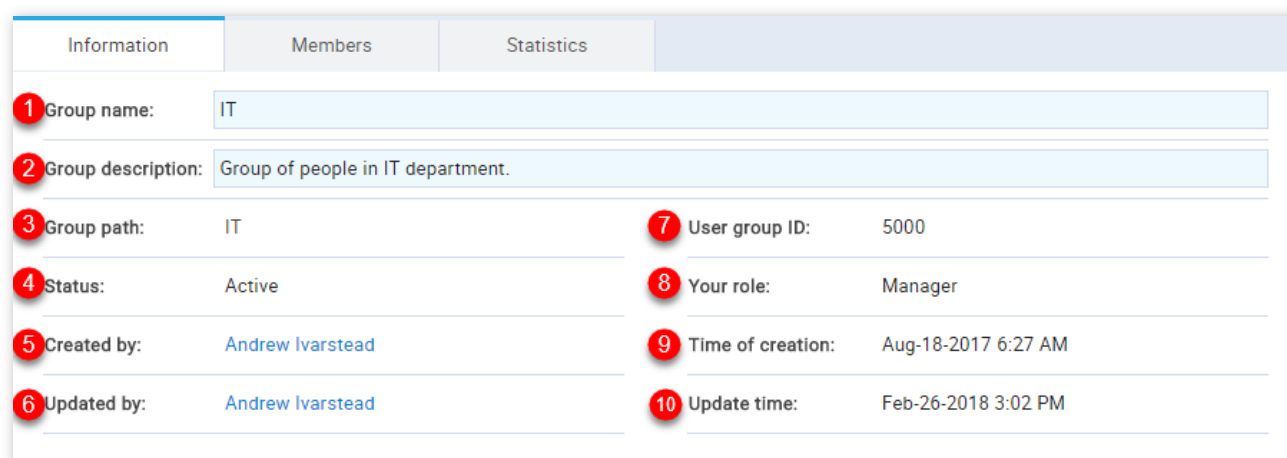 Information Members Statistics
1 Group name: IT
2 Group description: Group of people in IT department.
3 Group path: IT 7 User group ID: 5000
4 Status: Active 8 Your role: Manager
5 Created by: Andrew Ivarstead 9 Time of creation: Aug-18-2017 6:27 AM
6 Updated by: Andrew Ivarstead 10 Update time: Feb-26-2018 3:02 PM